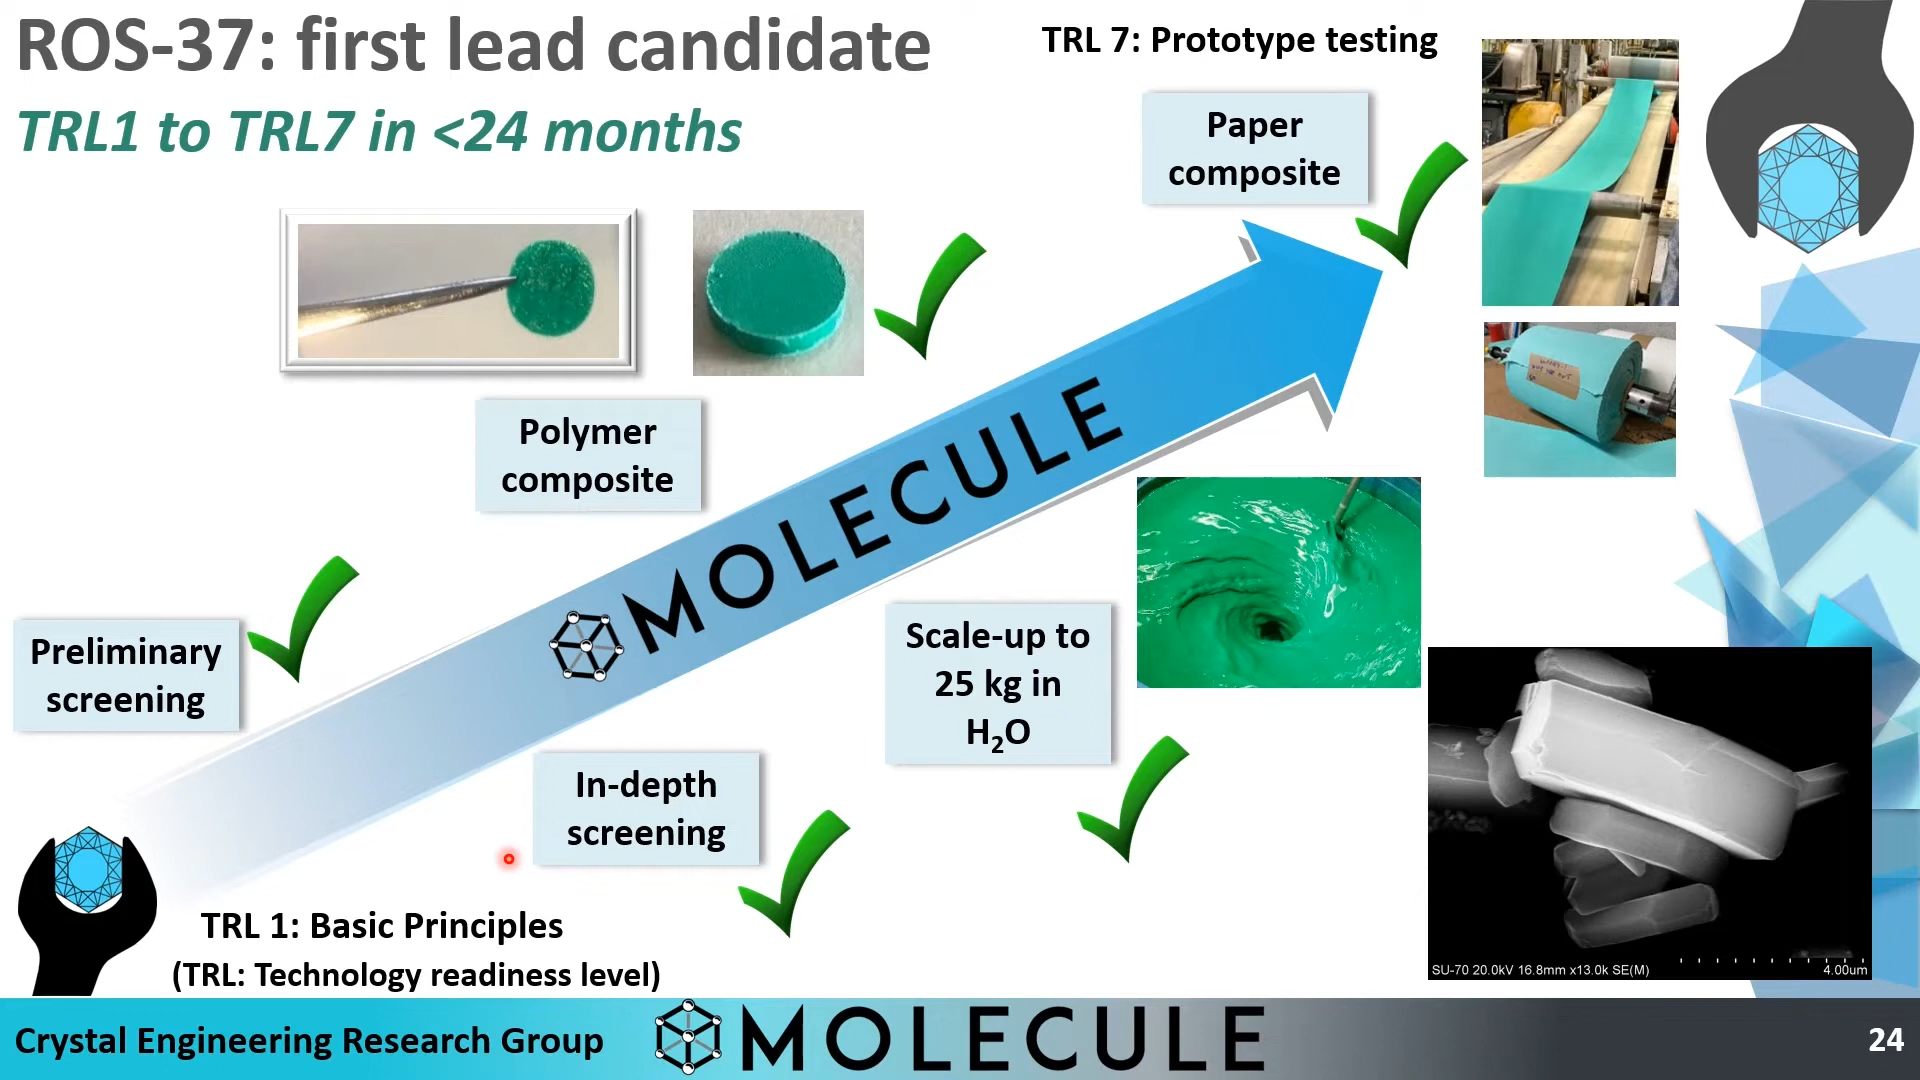 ROS-37: first lead candidate
TRL1 to TRL7 in <24 months
TRL 7: Prototype testing
Paper
composite
Polymer
composite
MOLECULE
Preliminary
screening
Scale-up to
25 kg in
H₂O
In-depth
screening
TRL 1: Basic Principles
(TRL: Technology readiness level)
SU-70 20.0kV 16.8mm x13.0k SE(M)
4.00um
Crystal Engineering Research Group
MOLECULE
24